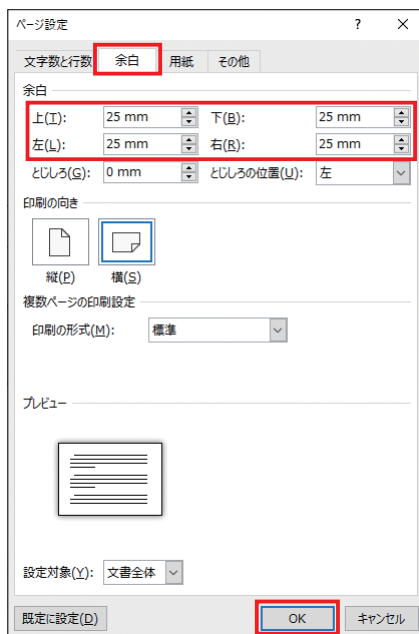 ページ設定 ? ×
文字数と行数 余白 用紙 その他
余白
上(T): 25 mm 下(B): 25 mm
左(L): 25 mm 右(R): 25 mm
とじしろ(G): 0 mm とじしろの位置(U): 左
印刷の向き
縦(P) 横(S)
複数ページの印刷設定
印刷の形式(M): 標準
プレビュー
設定対象(Y): 文書全体
既定に設定(D) OK キャンセル